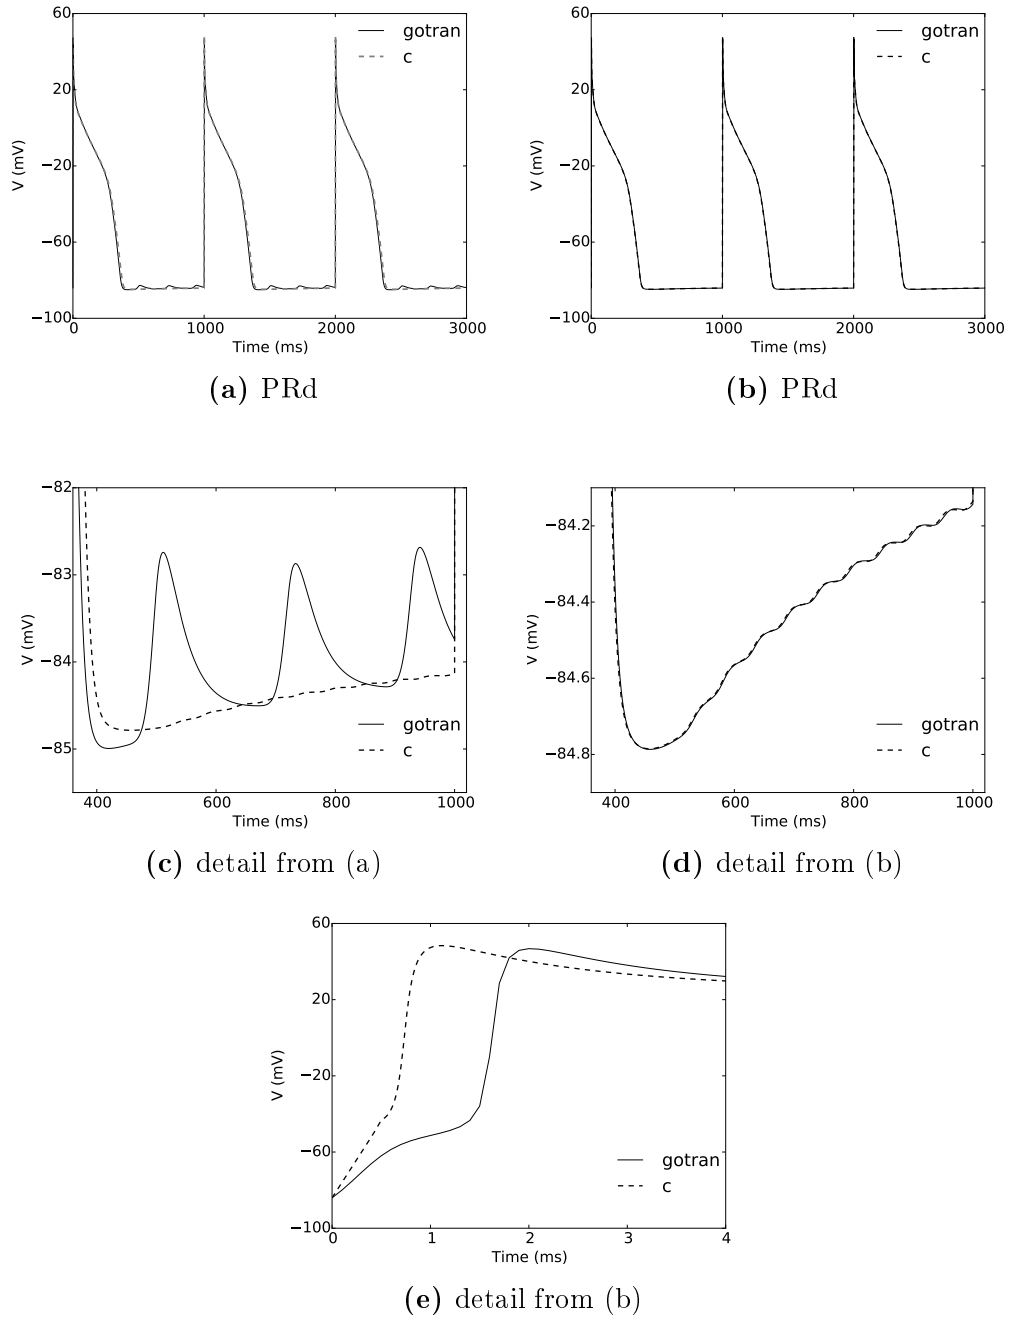 60
20
−20
−60
−100
V (mV)
0 1000 2000 3000
Time (ms)
gotran
c
(a) PRd
60
20
−20
−60
−100
V (mV)
0 1000 2000 3000
Time (ms)
gotran
c
(b) PRd
−82
−83
−84
−85
V (mV)
400 600 800 1000
Time (ms)
gotran
c
(c) detail from (a)
−84.2
−84.4
−84.6
−84.8
V (mV)
400 600 800 1000
Time (ms)
gotran
c
(d) detail from (b)
60
20
−20
−60
−100
V (mV)
0 1 2 3 4
Time (ms)
gotran
c
(e) detail from (b)